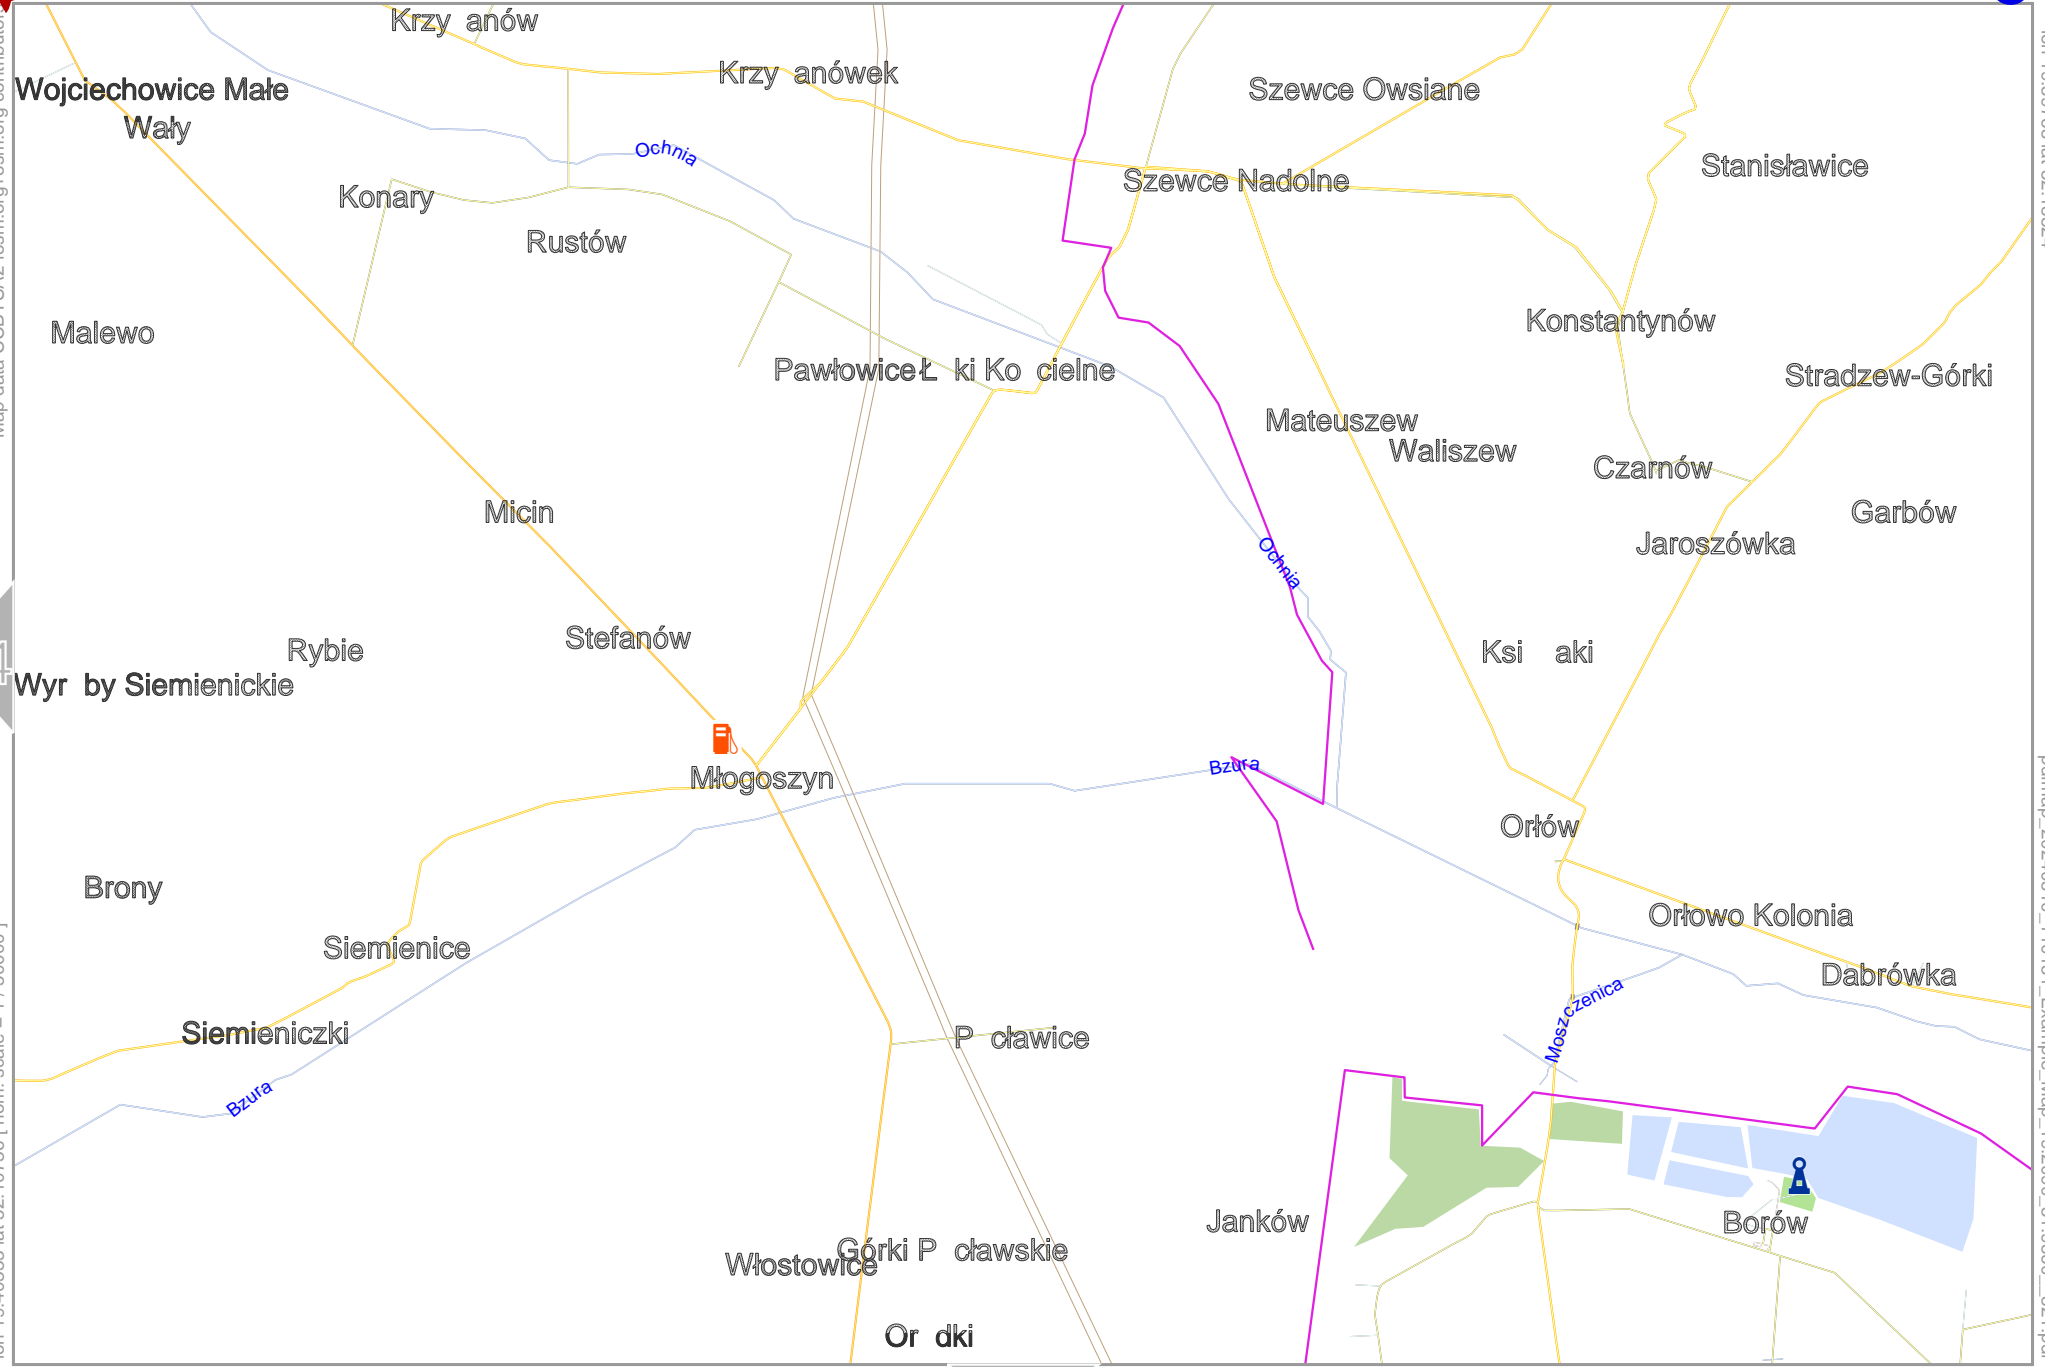 Krzy anów
Krzy anówek
Wojciechowice Małe
Szewce Owsiane
Wały
Ochnia
Stanisławice
Szewce Nadolne
Konary
Rustów
Konstantynów
Malewo
Pawłowice
Ł ki Ko cielne
Stradzew-Górki
Mateuszew
Waliszew
Czarnów
Micin
Garbów
Jaroszówka
Ochnia
Stefanów
Rybie
Ksi aki
Wyr by Siemienickie
Bzura
Młogoszyn
Orłów
Brony
Orłowo Kolonia
Siemienice
Dabrówka
Moszczenica
Siemieniczki
P cławice
Bzura
Janków
Borów
Górki P cławskie
Włostowice
Or dki